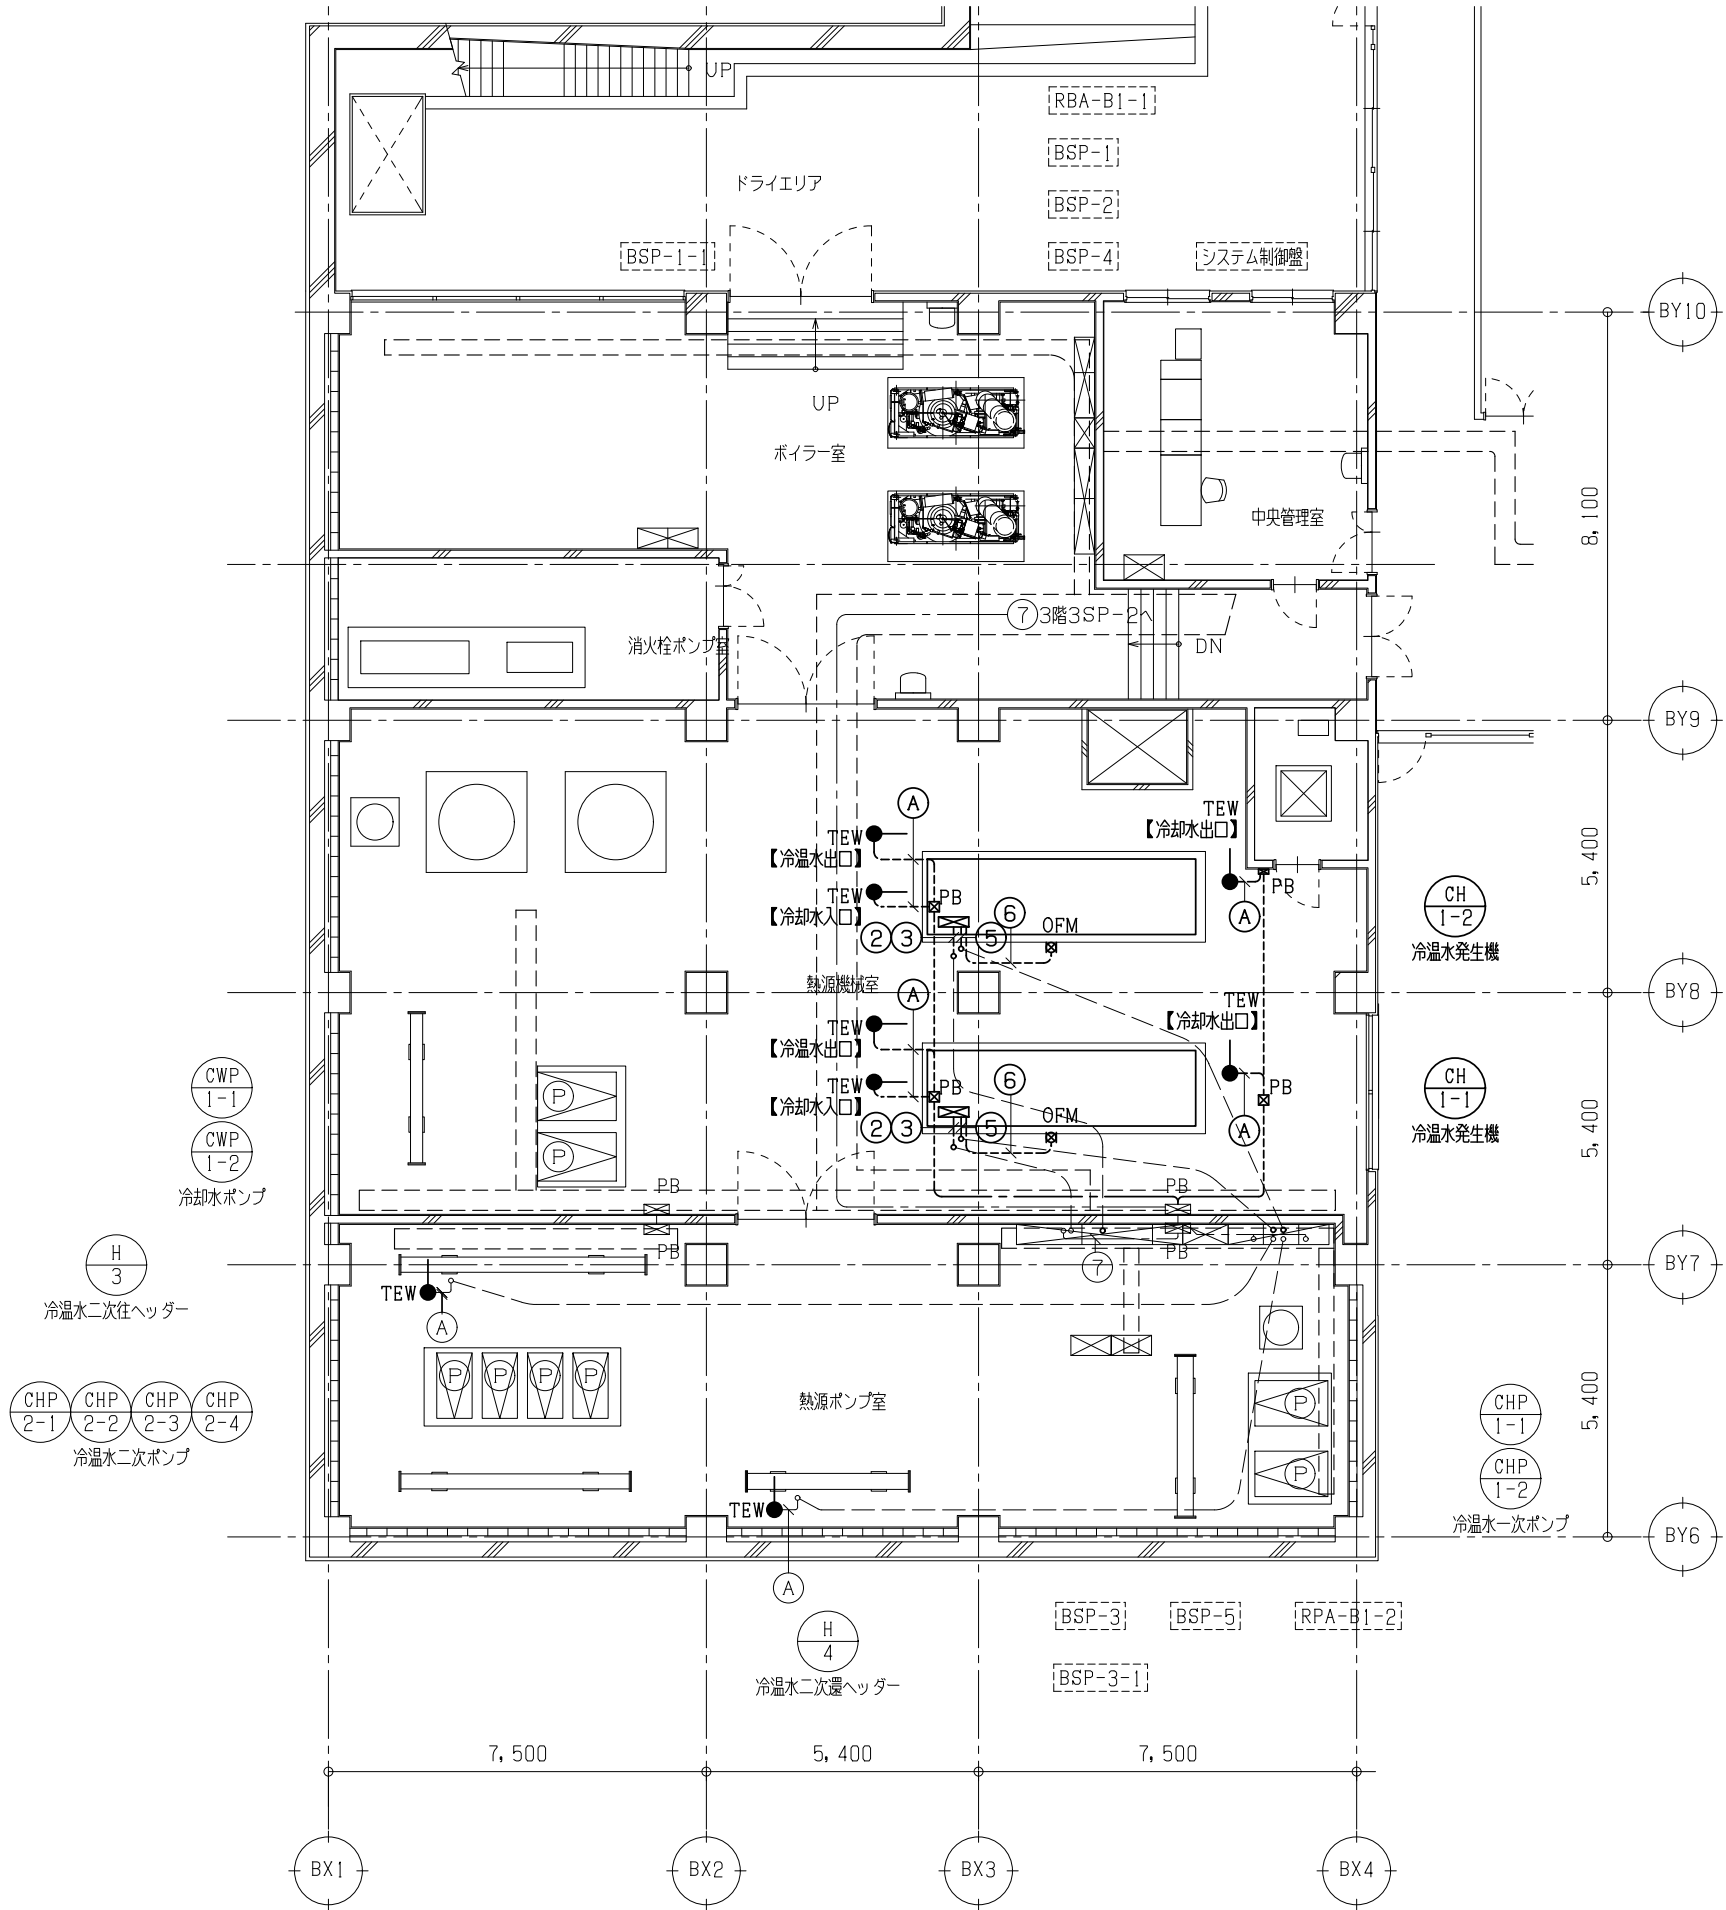 UP
RBA-B1-1
BSP-1
ドライエリア
BSP-2
BSP-1-1
BSP-4
システム制御盤
BY10
UP
ボイラー室
中央管理室
8,100
⑦3階3SP-2へ
消火栓ポンプ室
DN
BY9
A
TEW
【冷温水出口】
TEW
【冷却水出口】
5,400
TEW
【冷却水入口】
PB
PB
2
3
5
6
OFM
A
CH
1-2
冷温水発生機
熱源機械室
A
TEW
【冷却水出口】
BY8
TEW
【冷温水出口】
CWP
1-1
P
TEW
【冷却水入口】
PB
6
PB
CH
1-1
冷温水発生機
2
3
5
OFM
A
5,400
CWP
1-2
冷却水ポンプ
P
PB
PB
H
3
冷温水二次往ヘッダー
PB
PB
7
BY7
TEW
A
P
P
P
P
熱源ポンプ室
P
CHP
2-1
CHP
2-2
CHP
2-3
CHP
2-4
冷温水二次ポンプ
CHP
1-1
5,400
P
CHP
1-2
冷温水一次ポンプ
TEW
BY6
A
BSP-3
BSP-5
RPA-B1-2
H
4
冷温水二次還ヘッダー
BSP-3-1
7,500
5,400
7,500
BX1
BX2
BX3
BX4